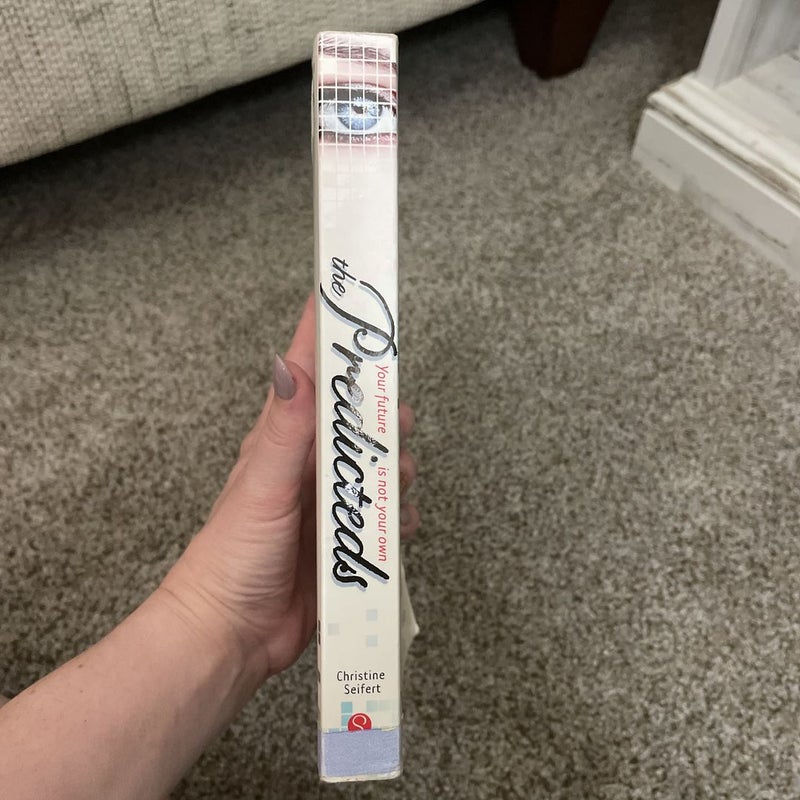 the Predicteds
Your future is not your own
Christine
Seifert